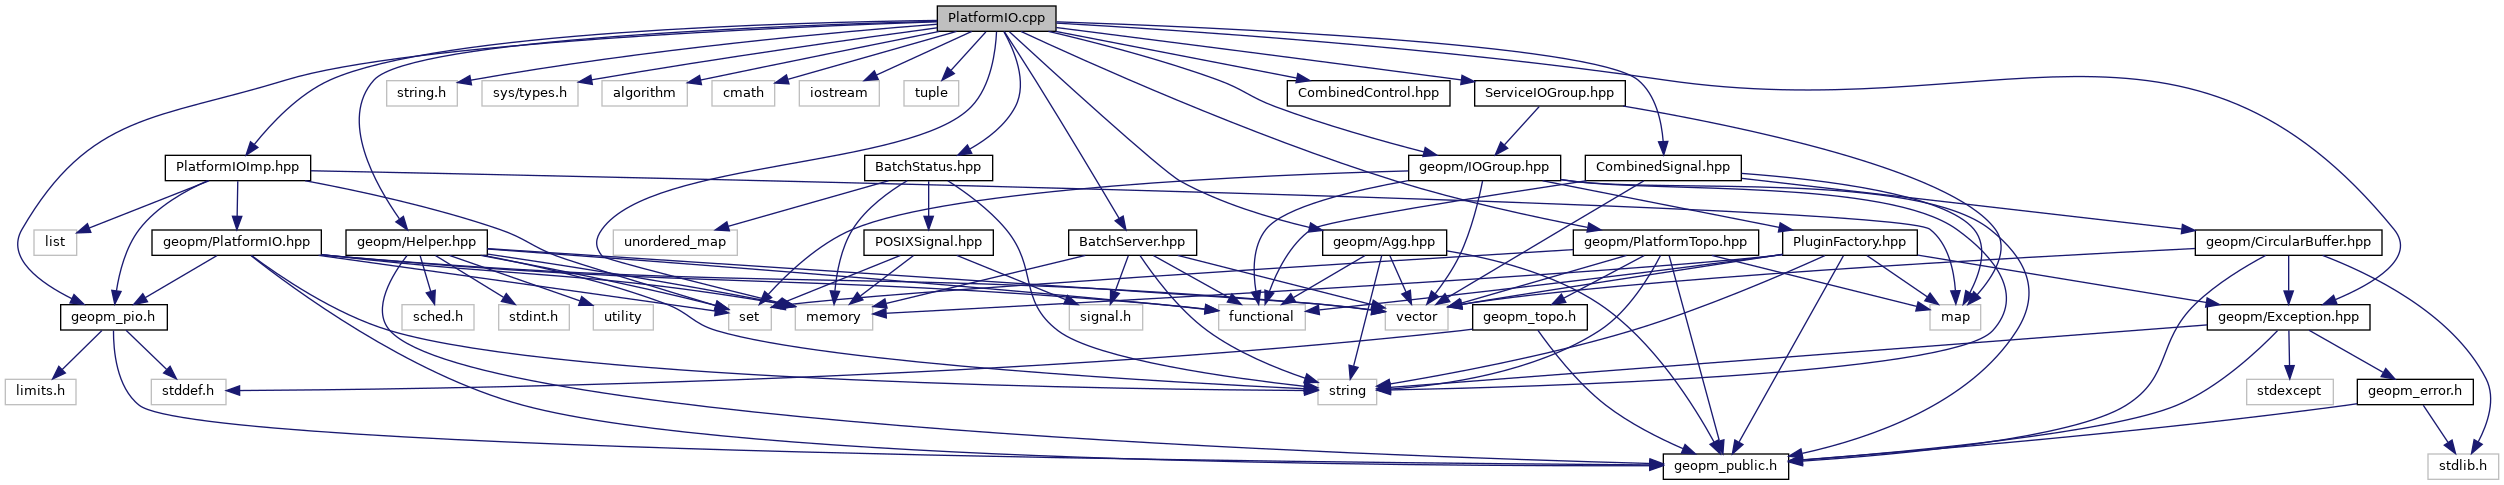 PlatformIO.cpp
string.h
sys/types.h
algorithm
cmath
iostream
tuple
CombinedControl.hpp
ServiceIOGroup.hpp
PlatformIOImp.hpp
BatchStatus.hpp
geopm/IOGroup.hpp
CombinedSignal.hpp
list
geopm/PlatformIO.hpp
geopm/Helper.hpp
unordered_map
POSIXSignal.hpp
BatchServer.hpp
geopm/Agg.hpp
geopm/PlatformTopo.hpp
PluginFactory.hpp
geopm/CircularBuffer.hpp
geopm_pio.h
sched.h
stdint.h
utility
set
memory
signal.h
functional
vector
geopm_topo.h
map
geopm/Exception.hpp
limits.h
stddef.h
string
stdexcept
geopm_error.h
geopm_public.h
stdlib.h